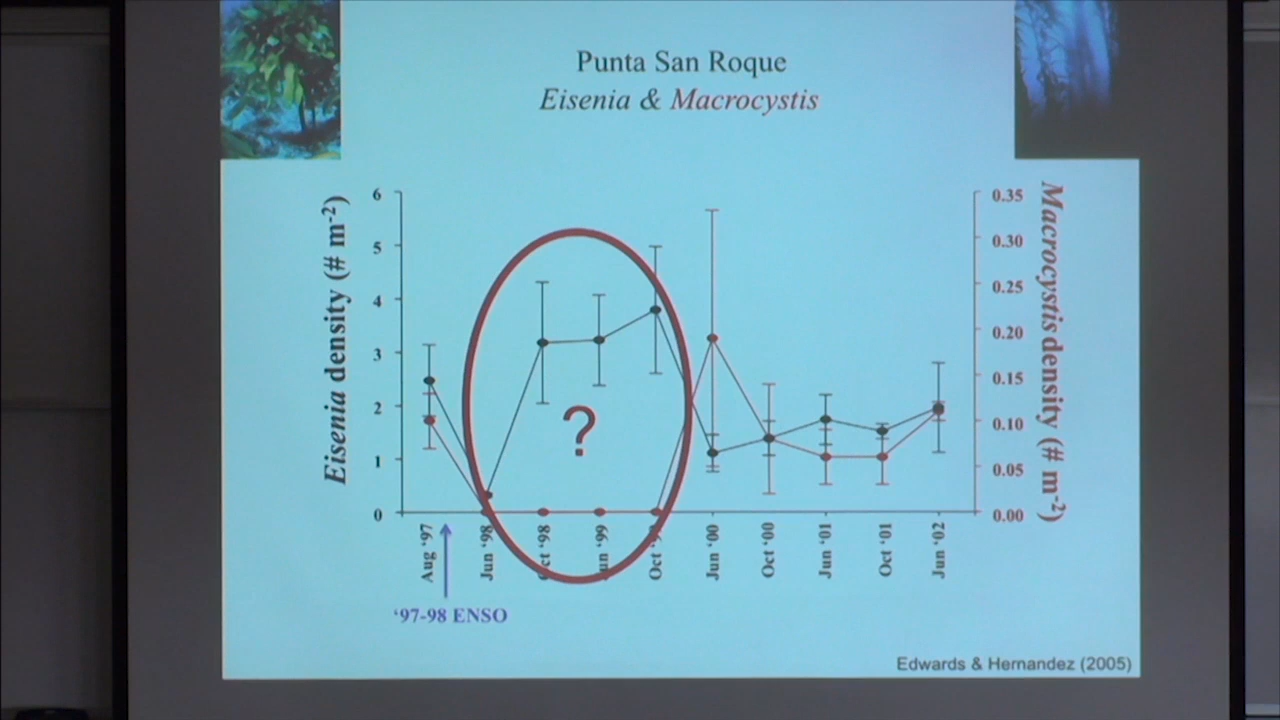 Punta San Roque
Eisenia & Macrocystis
Eisenia density (# m-2)
6
5
4
3
2
1
0
?
Macrocystis density (# m-2)
0.35
0.30
0.25
0.20
0.15
0.10
0.05
0.00
Aug ‘97
Jun ‘98
Oct ‘98
Jun ‘99
Oct ‘99
Jun ‘00
Oct ‘00
Jun ‘01
Oct ‘01
Jun ‘02
‘97-98 ENSO
Edwards & Hernandez (2005)